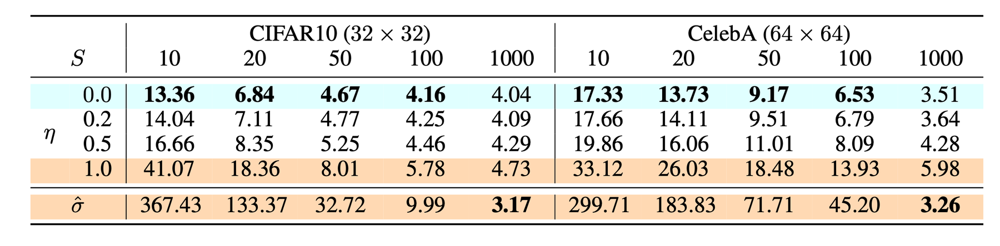 CIFAR10 (32 × 32) CelebA (64 × 64)
S 10 20 50 100 1000 10 20 50 100 1000
0.0 13.36 6.84 4.67 4.16 4.04 17.33 13.73 9.17 6.53 3.51
0.2 14.04 7.11 4.77 4.25 4.09 17.66 14.11 9.51 6.79 3.64
η
0.5 16.66 8.35 5.25 4.46 4.29 19.86 16.06 11.01 8.09 4.28
1.0 41.07 18.36 8.01 5.78 4.73 33.12 26.03 18.48 13.93 5.98
σ̂ 367.43 133.37 32.72 9.99 3.17 299.71 183.83 71.71 45.20 3.26